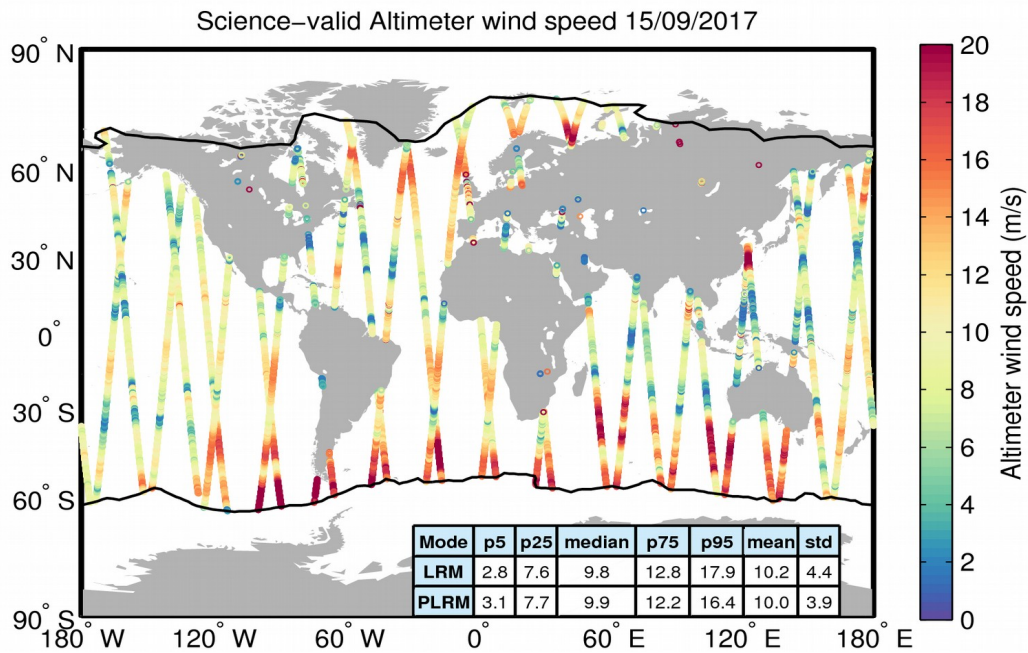 Science−valid Altimeter wind speed 15/09/2017
90° N
60° N
30° N
0°
30° S
60° S
90° S
180° W
120° W
60° W
0°
60° E
120° E
180° E
Mode p5 p25 median p75 p95 mean std
LRM 2.8 7.6 9.8 12.8 17.9 10.2 4.4
PLRM 3.1 7.7 9.9 12.2 16.4 10.0 3.9
20
18
16
14
12
10
8
6
4
2
0
Altimeter wind speed (m/s)